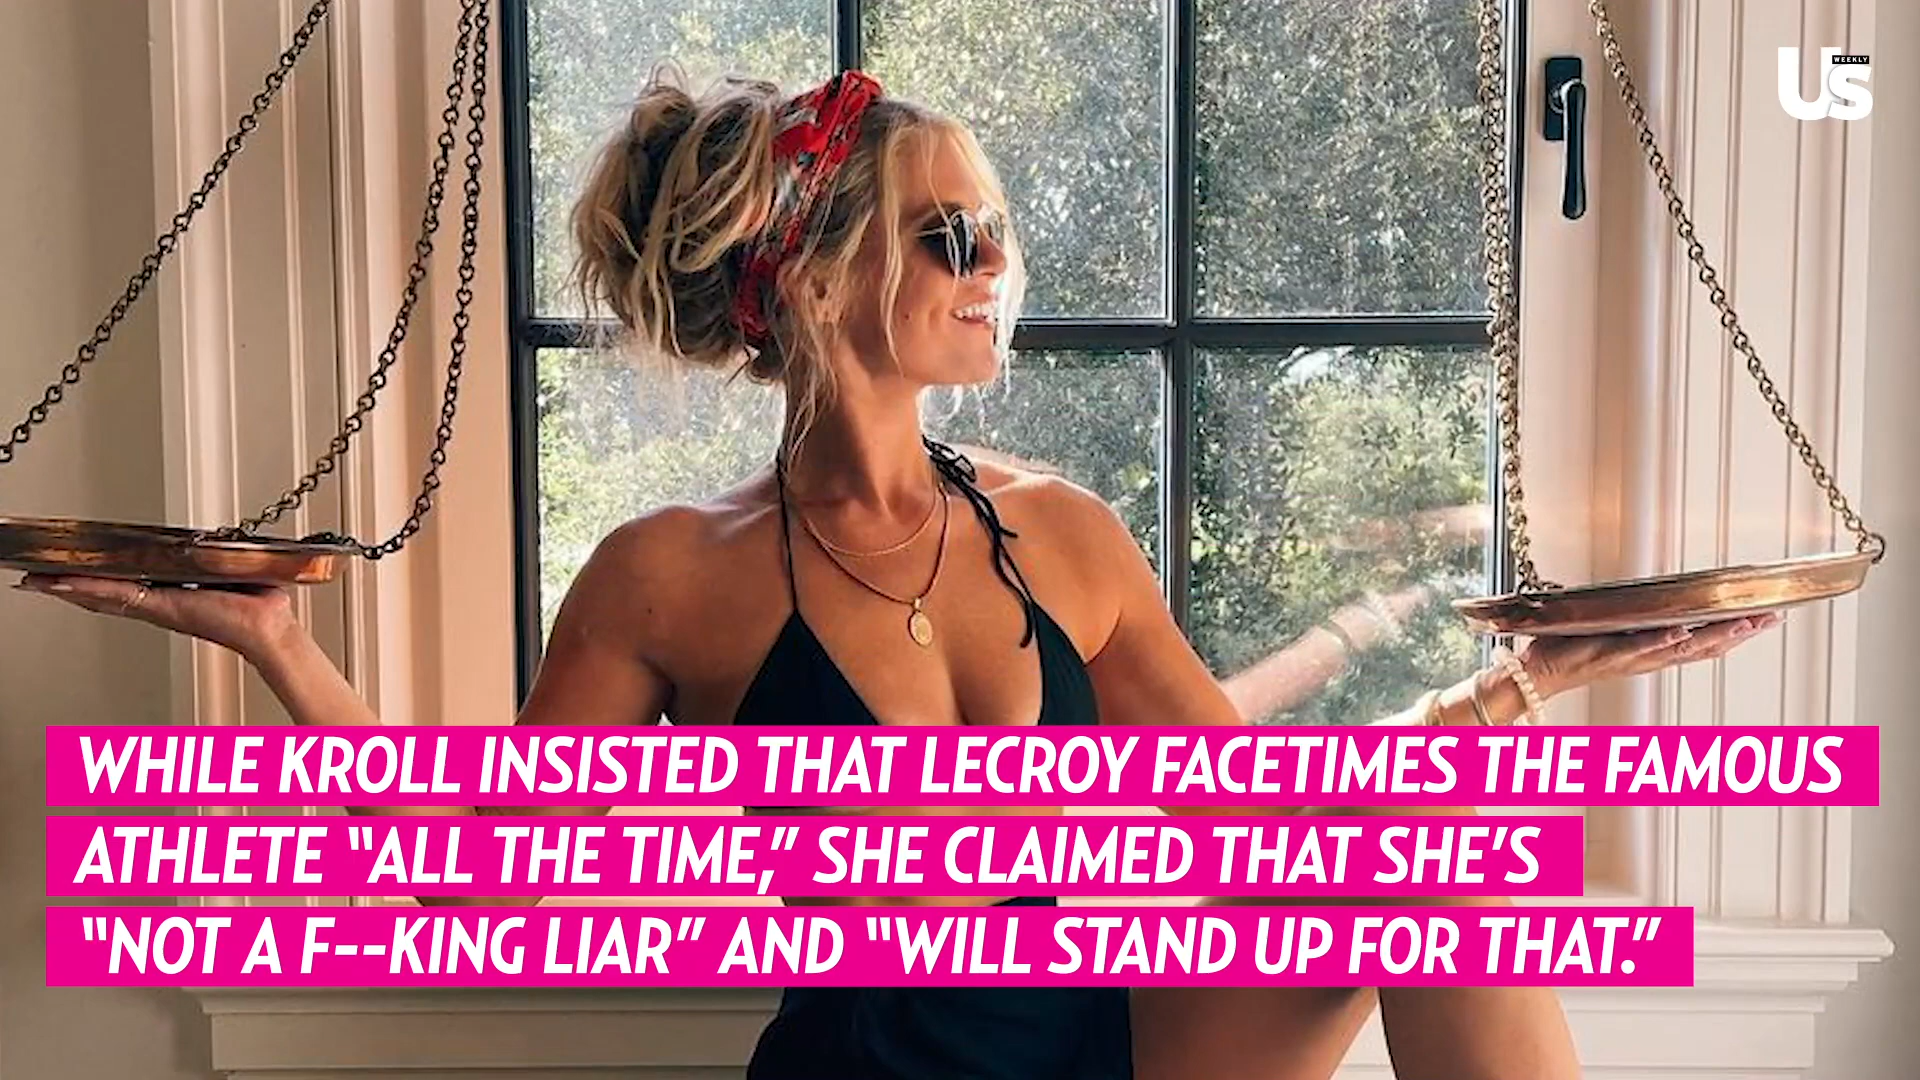 Us WEEKLY
WHILE KROLL INSISTED THAT LECROY FACETIMES THE FAMOUS
ATHLETE “ALL THE TIME,” SHE CLAIMED THAT SHE’S
“NOT A F--KING LIAR” AND “WILL STAND UP FOR THAT.”